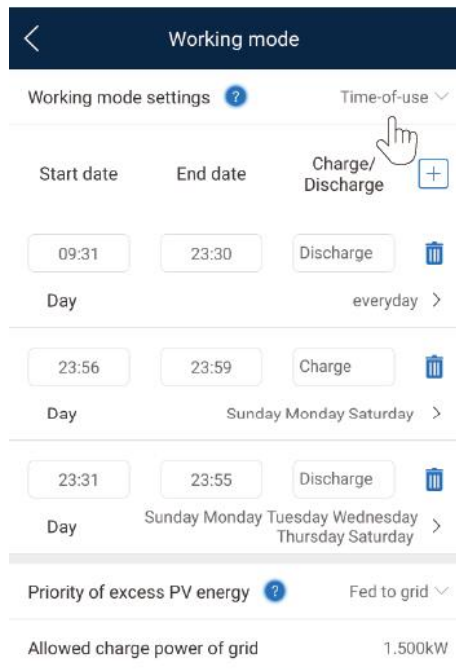 Working mode
Working mode settings ? Time-of-use
Start date End date Charge/
Discharge
09:31 23:30 Discharge
Day everyday
23:56 23:59 Charge
Day Sunday Monday Saturday
23:31 23:55 Discharge
Day Sunday Monday Tuesday Wednesday
Thursday Saturday
Priority of excess PV energy ? Fed to grid
Allowed charge power of grid 1.500kW